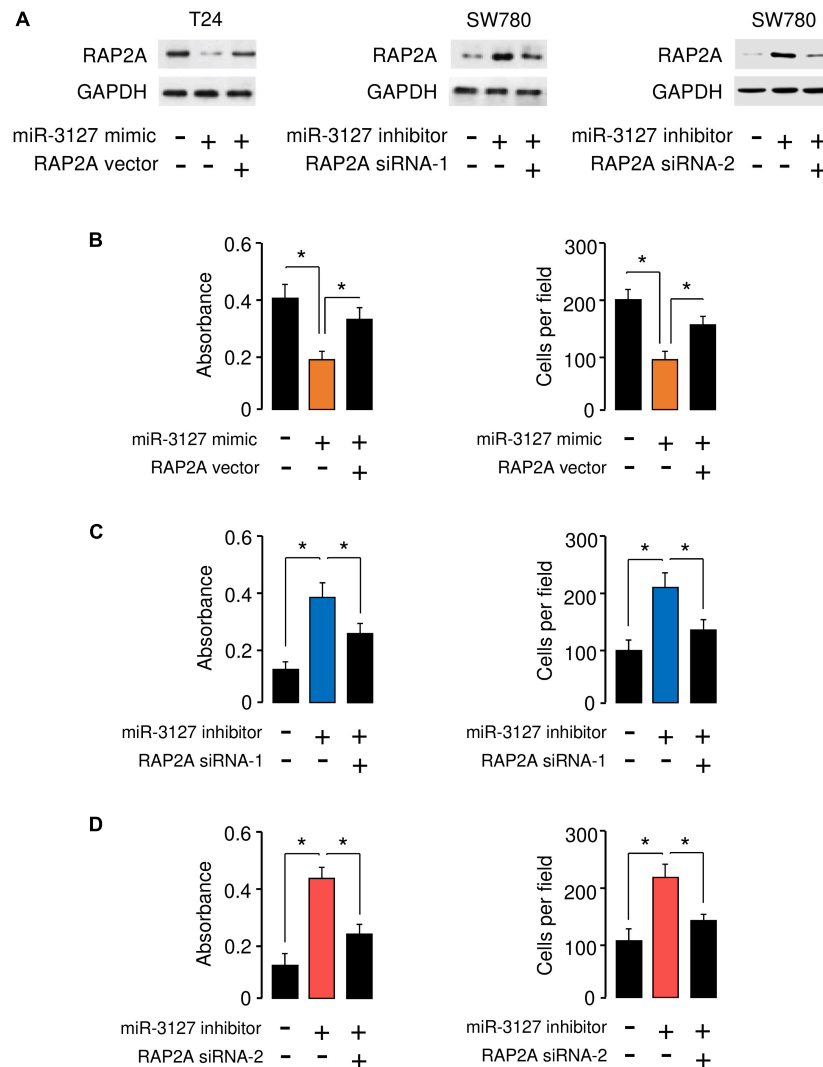 A
T24
SW780
SW780
RAP2A
RAP2A
RAP2A
GAPDH
GAPDH
GAPDH
miR-3127 mimic - + +
miR-3127 inhibitor - + +
miR-3127 inhibitor - + +
RAP2A vector - - +
RAP2A siRNA-1 - - +
RAP2A siRNA-2 - - +
B
Absorbance
0.6
0.4
0.2
0
* *
miR-3127 mimic - + +
RAP2A vector - - +
Cells per field
300
200
100
0
* *
miR-3127 mimic - + +
RAP2A vector - - +
C
Absorbance
0.6
0.4
0.2
0
* *
miR-3127 inhibitor - + +
RAP2A siRNA-1 - - +
Cells per field
300
200
100
0
* *
miR-3127 inhibitor - + +
RAP2A siRNA-1 - - +
D
Absorbance
0.6
0.4
0.2
0
* *
miR-3127 inhibitor - + +
RAP2A siRNA-2 - - +
Cells per field
300
200
100
0
* *
miR-3127 inhibitor - + +
RAP2A siRNA-2 - - +